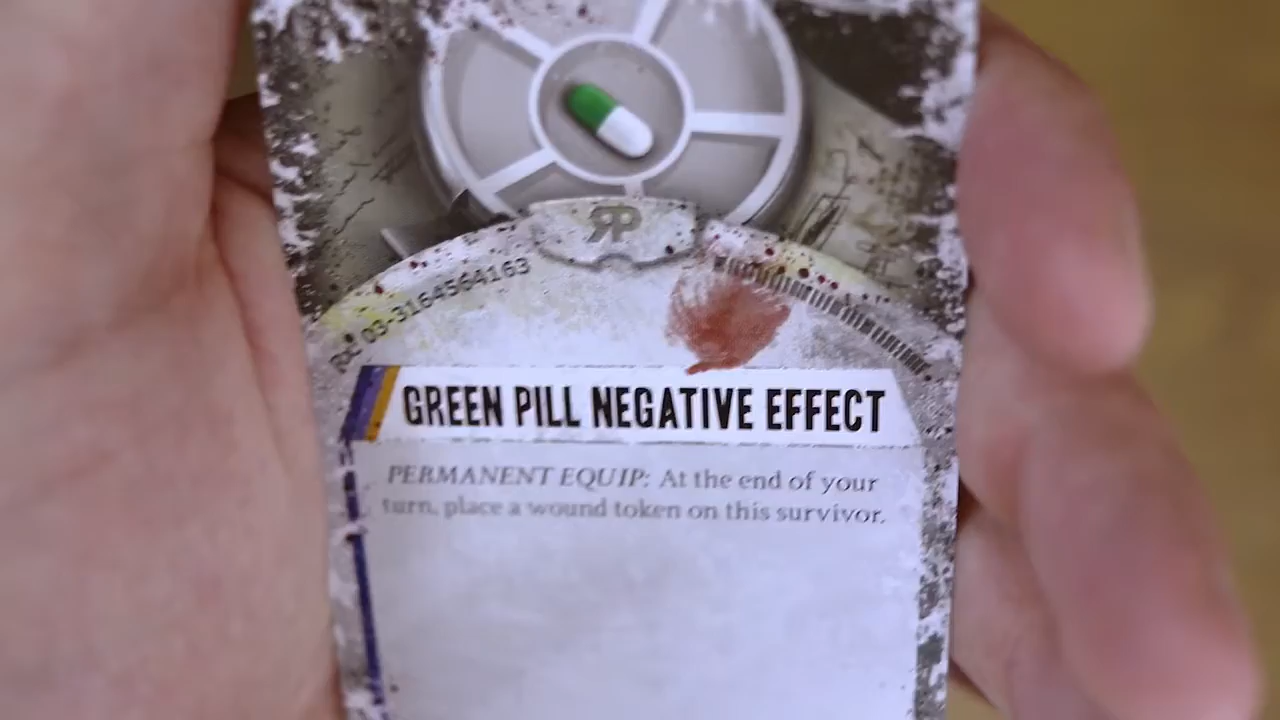 RP
03-3164564163
GREEN PILL NEGATIVE EFFECT
PERMANENT EQUIP: At the end of your
turn, place a wound token on this survivor.